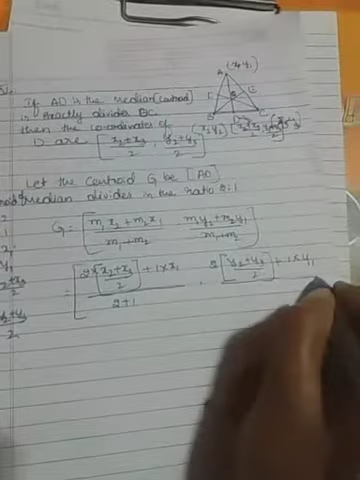 A (x₁ y₁)
If AD is the median [centroid]
is Exactly divides BC
then the co-ordinates of
D are [x₂+x₃/2 , y₂+y₃/2]
Let the Centroid G be [AD]
Median divides in the ratio 2:1
G = [m₁x₂+m₂x₁/m₁+m₂ m₁y₂+m₂y₁/m₁+m₂]
= [2×[x₂+x₃/2]+1×x₁/2+1 , 2[y₂+y₃/2]+1×y₁